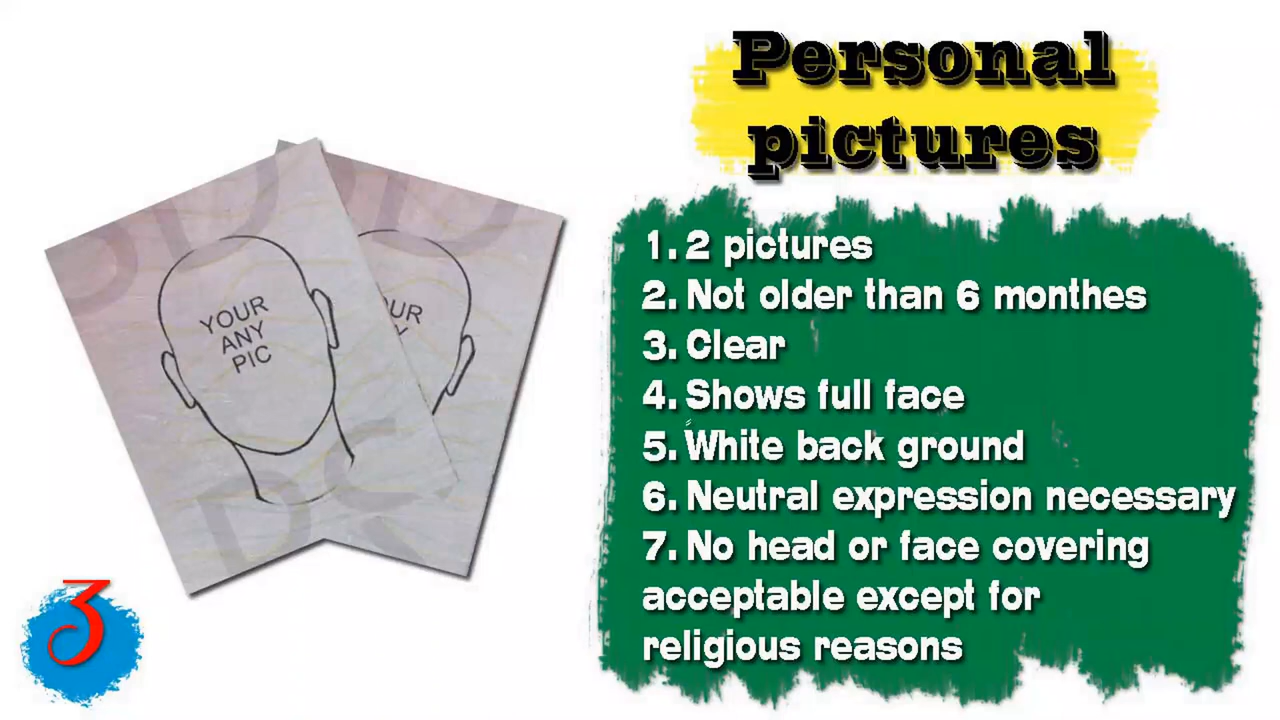 Personal
pictures
1. 2 pictures
2. Not older than 6 monthes
3. Clear
4. Shows full face
5. White back ground
6. Neutral expression necessary
7. No head or face covering
acceptable except for
religious reasons
YOUR
ANY
PIC
3